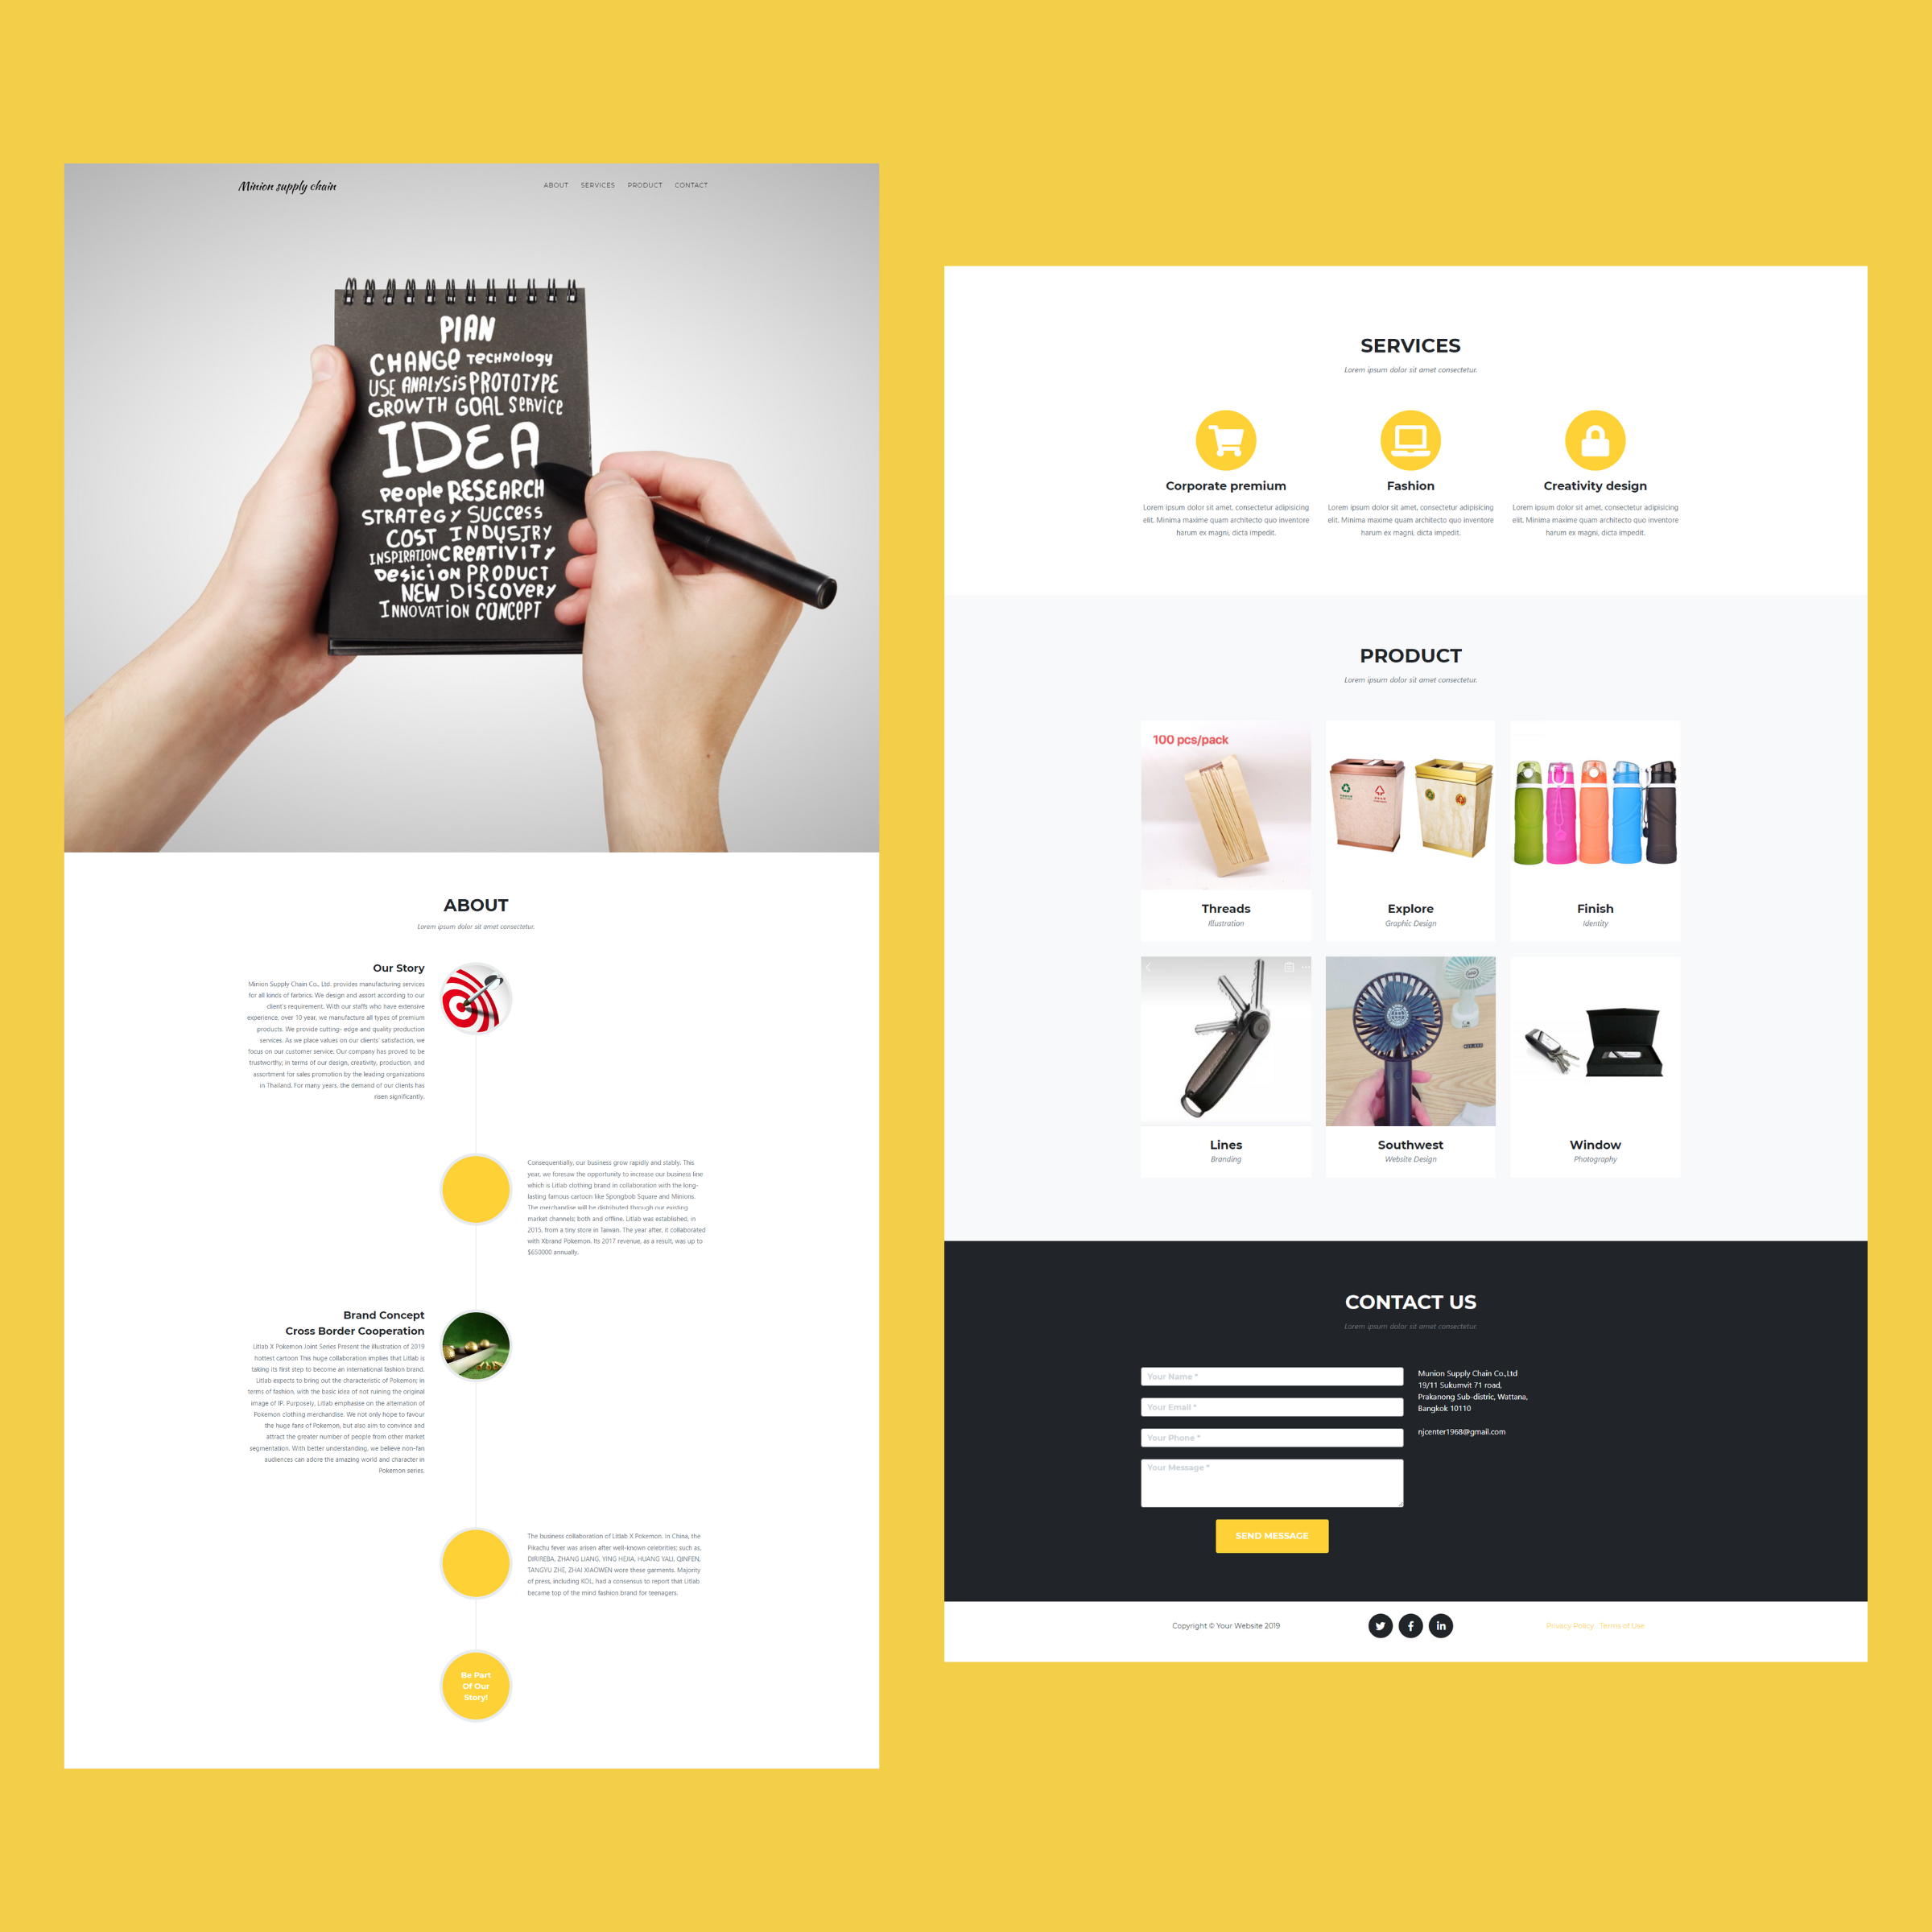 Minion supply chain
ABOUT SERVICES PRODUCT CONTACT
PlAN
CHANGE TECHNOlOGY
USE ANAlYSiS PROTOTYPE
GROWTH GOAL SERvice
IDEA
People RESEARCH
STRATEGY SUCCESS
COST INDUSTRY
INSPIRATION CREATIVITY
Desicion PRODUCT
NEW DISCOVERY
INNOVATION CONCEPT
ABOUT
Lorem ipsum dolor sit amet consectetur.
Our Story
Minion Supply Chain Co., Ltd. provides manufacturing services
for all kinds of farbrics. We design and assort according to our
client's requirement. With our staffs who have extensive
experience, over 10 year, we manufacture all types of premium
products. We provide cutting- edge and quality production
services. As we place values on our clients' satisfaction, we
focus on our customer service. Our company has proved to be
trustworthy; in terms of our design, creativity, production, and
assortment for sales promotion by the leading organizations
in Thailand. For many years, the demand of our clients has
risen significantly.
Consequentially, our business grow rapidly and stably. This
year, we foresaw the opportunity to increase our business line
which is Litlab clothing brand in collaboration with the long-
lasting famous cartoon like Spongbob Square and Minions.
The merchandise will be distributed through our existing
market channels; both and offline. Litlab was established, in
2015, from a tiny store in Taiwan. The year after, it collaborated
with Xbrand Pokemon. Its 2017 revenue, as a result, was up to
$650000 annually.
Brand Concept
Cross Border Cooperation
Litlab X Pokemon Joint Series Present the illustration of 2019
hottest cartoon This huge collaboration implies that Litlab is
taking its first step to become an international fashion brand.
Litlab expects to bring out the characteristic of Pokemon; in
terms of fashion, with the basic idea of not ruining the original
image of IP. Purposely, Litlab emphasise on the alternation of
Pokemon clothing merchandise. We not only hope to favour
the huge fans of Pokemon, but also aim to convince and
attract the greater number of people from other market
segmentation. With better understanding, we believe non-fan
audiences can adore the amazing world and character in
Pokemon series.
The business collaboration of Litlab X Pokemon. In China, the
Pikachu fever was arisen after well-known celebrities; such as,
DIRIREBA, ZHANG LIANG, YING HEJIA, HUANG YALI, QINFEN,
TANGYU ZHE, ZHAI XIAOWEN wore these garments. Majority
of press, including KOL, had a consensus to report that Litlab
became top of the mind fashion brand for teenagers.
Be Part
Of Our
Story!
SERVICES
Lorem ipsum dolor sit amet consectetur.
Corporate premium
Lorem ipsum dolor sit amet, consectetur adipisicing
elit. Minima maxime quam architecto quo inventore
harum ex magni, dicta impedit.
Fashion
Lorem ipsum dolor sit amet, consectetur adipisicing
elit. Minima maxime quam architecto quo inventore
harum ex magni, dicta impedit.
Creativity design
Lorem ipsum dolor sit amet, consectetur adipisicing
elit. Minima maxime quam architecto quo inventore
harum ex magni, dicta impedit.
PRODUCT
Lorem ipsum dolor sit amet consectetur.
100 pcs/pack
Threads
Illustration
Explore
Graphic Design
Finish
Identity
Lines
Branding
Southwest
Website Design
Window
Photography
CONTACT US
Lorem ipsum dolor sit amet consectetur.
Your Name *
Your Email *
Your Phone *
Your Message *
SEND MESSAGE
Munion Supply Chain Co.,Ltd
19/11 Sukumvit 71 road,
Prakanong Sub-distric, Wattana,
Bangkok 10110
njcenter1968@gmail.com
Copyright © Your Website 2019
Privacy Policy Terms of Use